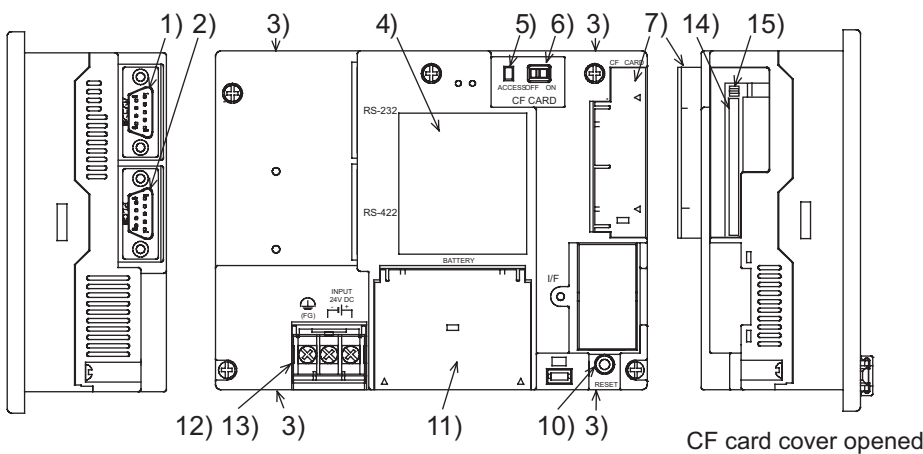 1) 2) 3) 4) 5) 6) 3) 7) 14) 15)
CF CARD
ACCESS OFF ON
CF CARD
RS-232
RS-422
BATTERY
I/F
INPUT
24V DC
- +
(FG)
RESET
12) 13) 3) 11) 10) 3)
CF card cover opened